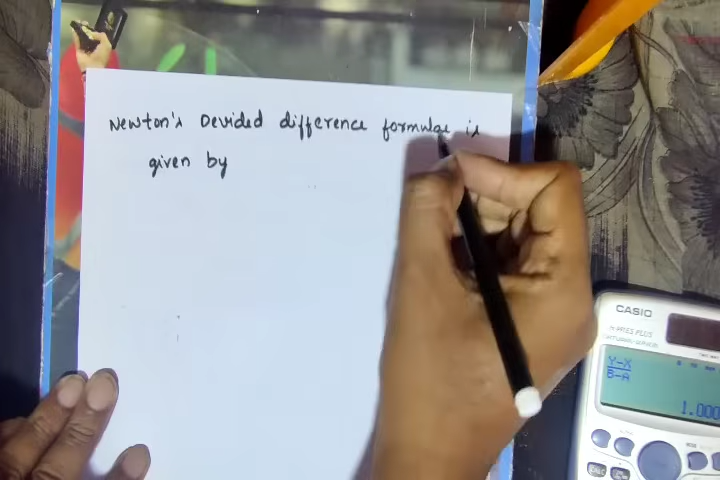 Newton's Devided difference formulae is
given by
CASIO
Y-X
B-A
1.000